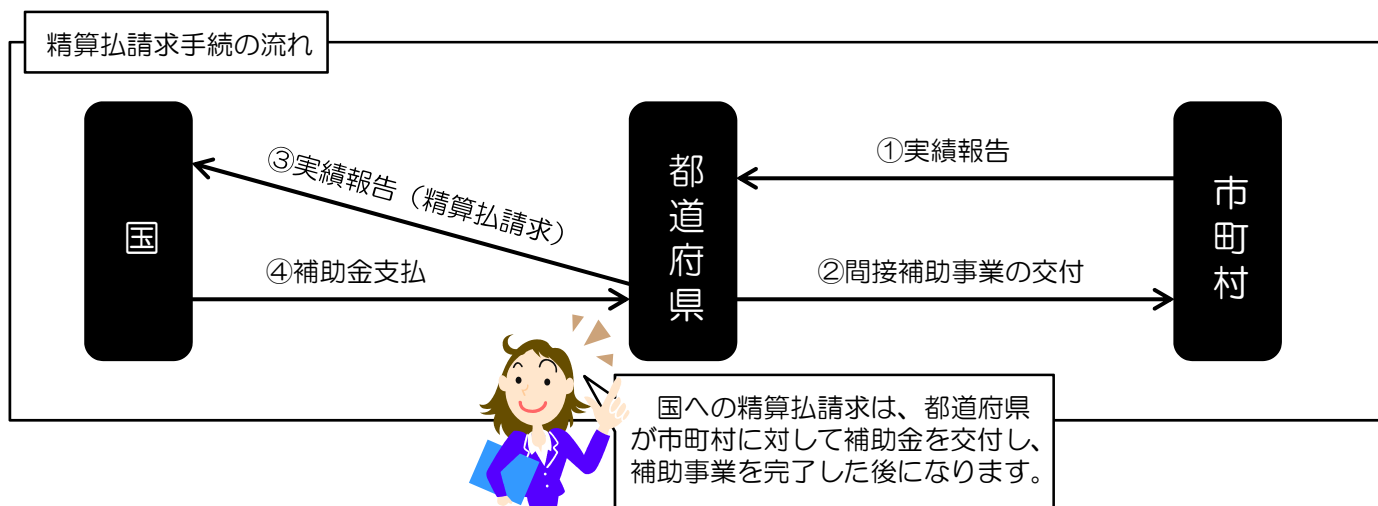 精算払請求手続の流れ
国
都道府県
市町村
①実績報告
②間接補助事業の交付
③実績報告（精算払請求）
④補助金支払
国への精算払請求は、都道府県
が市町村に対して補助金を交付し、
補助事業を完了した後になります。